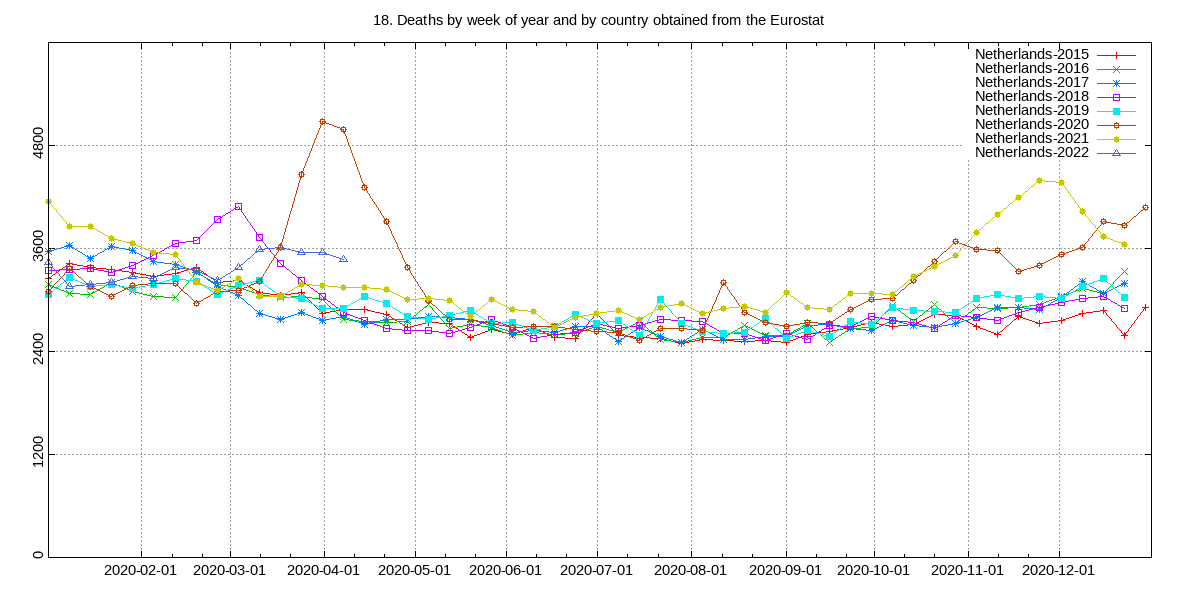 18. Deaths by week of year and by country obtained from the Eurostat
Netherlands-2015
Netherlands-2016
Netherlands-2017
Netherlands-2018
Netherlands-2019
Netherlands-2020
Netherlands-2021
Netherlands-2022
4800
3600
2400
1200
0
2020-02-01 2020-03-01 2020-04-01 2020-05-01 2020-06-01 2020-07-01 2020-08-01 2020-09-01 2020-10-01 2020-11-01 2020-12-01